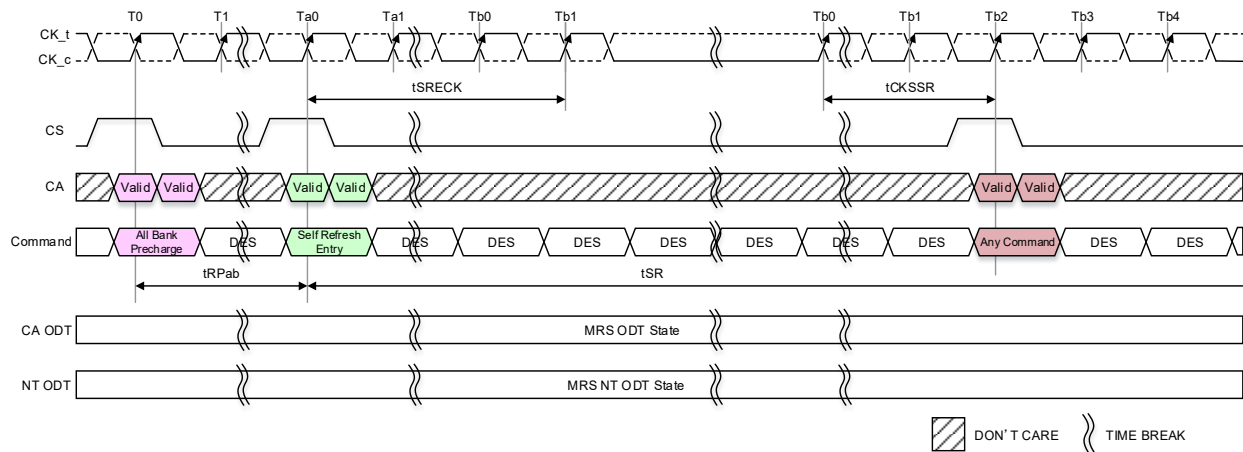 T0 T1 Ta0 Ta1 Tb0 Tb1 Tb0 Tb1 Tb2 Tb3 Tb4
CK_t
CK_c
tSRECK tCKSSR
CS
CA Valid Valid Valid Valid Valid Valid
Command All Bank Precharge DES Self Refresh Entry DES DES DES DES DES DES DES Any Command DES DES
tRPab tSR
CA ODT MRS ODT State
NT ODT MRS NT ODT State
DON'T CARE TIME BREAK